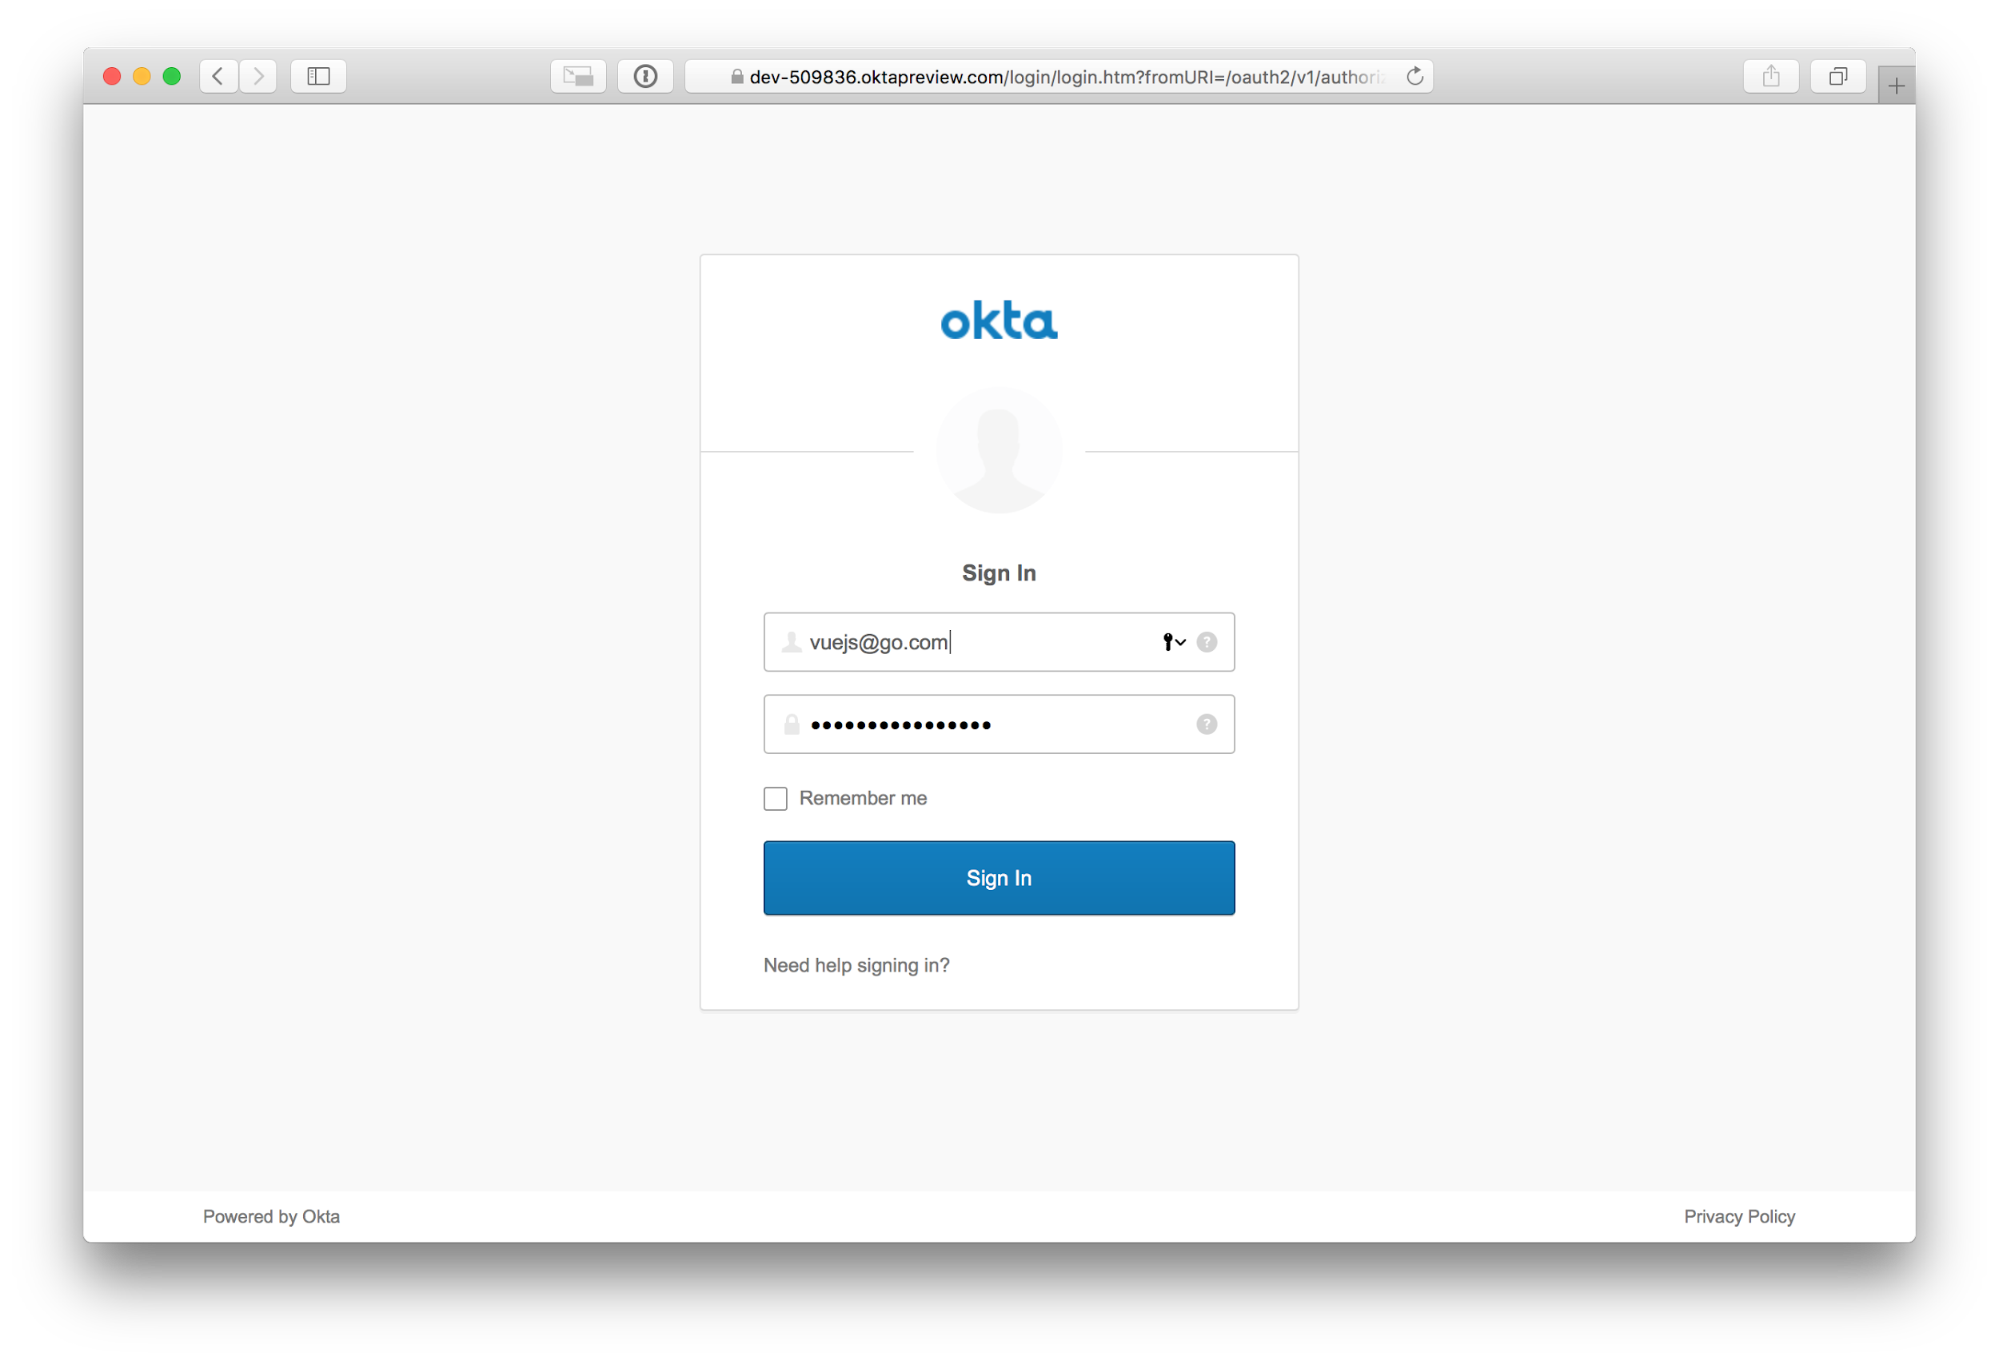 dev-509836.oktapreview.com/login/login.htm?fromURI=/oauth2/v1/authori
okta
Sign In
vuejs@go.com
Remember me
Sign In
Need help signing in?
Powered by Okta
Privacy Policy